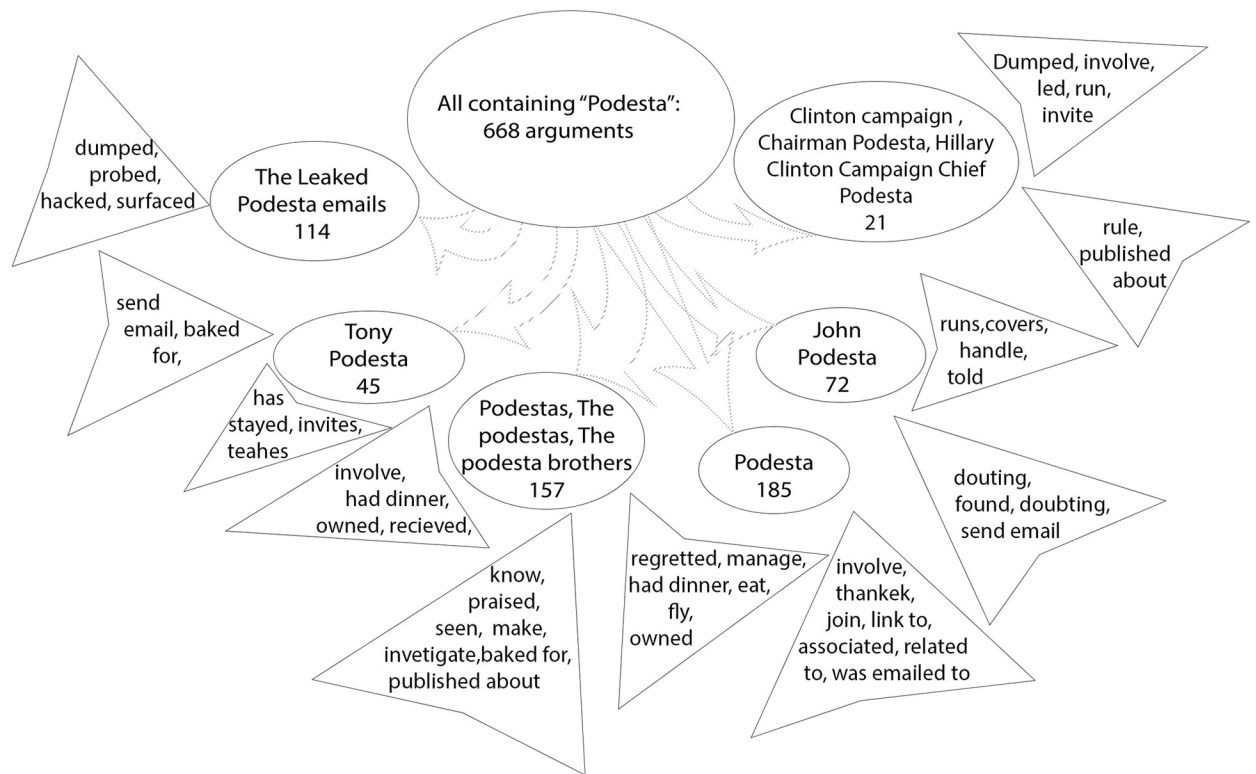 All containing “Podesta”:
668 arguments
dumped,
probed,
hacked, surfaced
The Leaked
Podesta emails
114
Clinton campaign ,
Chairman Podesta, Hillary
Clinton Campaign Chief
Podesta
21
Dumped, involve,
led, run,
invite
rule,
published
about
send
email, baked
for,
Tony
Podesta
45
has
stayed, invites,
teahes
involve,
had dinner,
owned, recieved,
Podestas, The
podestas, The
podesta brothers
157
know,
praised,
seen, make,
invetigate,baked for,
published about
regretted, manage,
had dinner, eat,
fly,
owned
Podesta
185
involve,
thankek,
join, link to,
associated, related
to, was emailed to
John
Podesta
72
runs,covers,
handle,
told
douting,
found, doubting,
send email